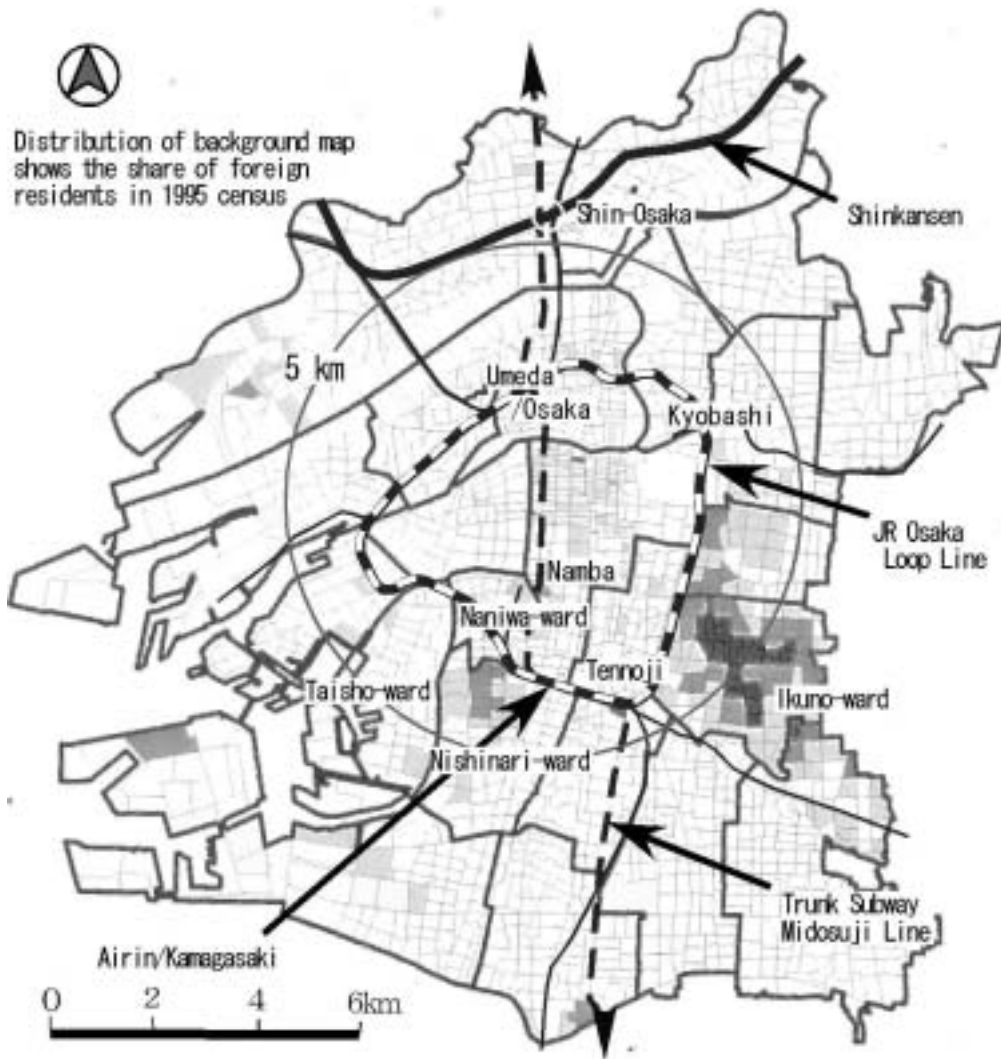 Distribution of background map
shows the share of foreign
residents in 1995 census
Shin-Osaka
Shinkansen
5 km
Umeda
/Osaka
Kyobashi
JR Osaka
Loop Line
Namba
Naniwa-ward
Tennoji
Taisho-ward
Ikuno-ward
Nishinari-ward
Trunk Subway
Midosuji Line
Airin/Kamagasaki
0 2 4 6km